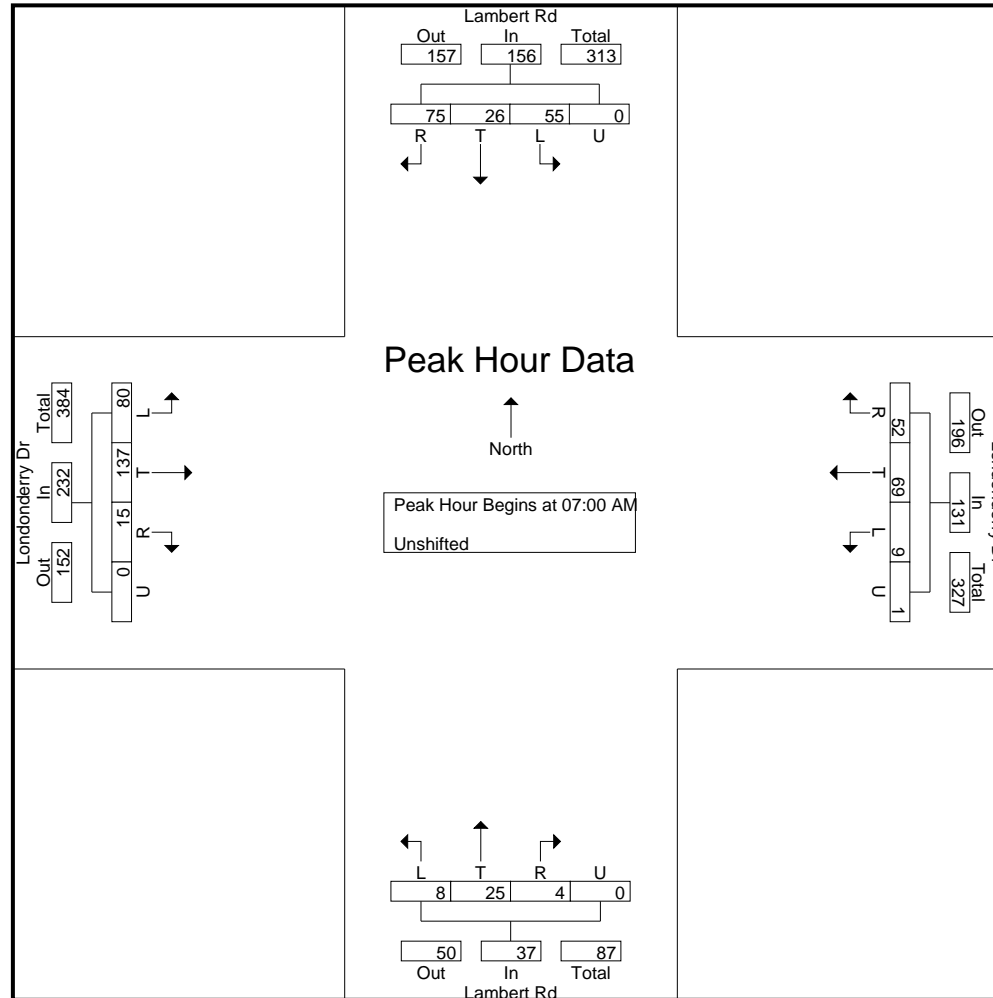 Lambert Rd
Out In Total
157 156 313
75 26 55 0
R T L U
Peak Hour Data
North
Peak Hour Begins at 07:00 AM
Unshifted
Londonderry Dr
Total In Out
384 232 152
80 137 15 0
L T R U
Out In Total
196 131 327
52 69 9 1
R T L U
L T R U
8 25 4 0
50 37 87
Out In Total
Lambert Rd